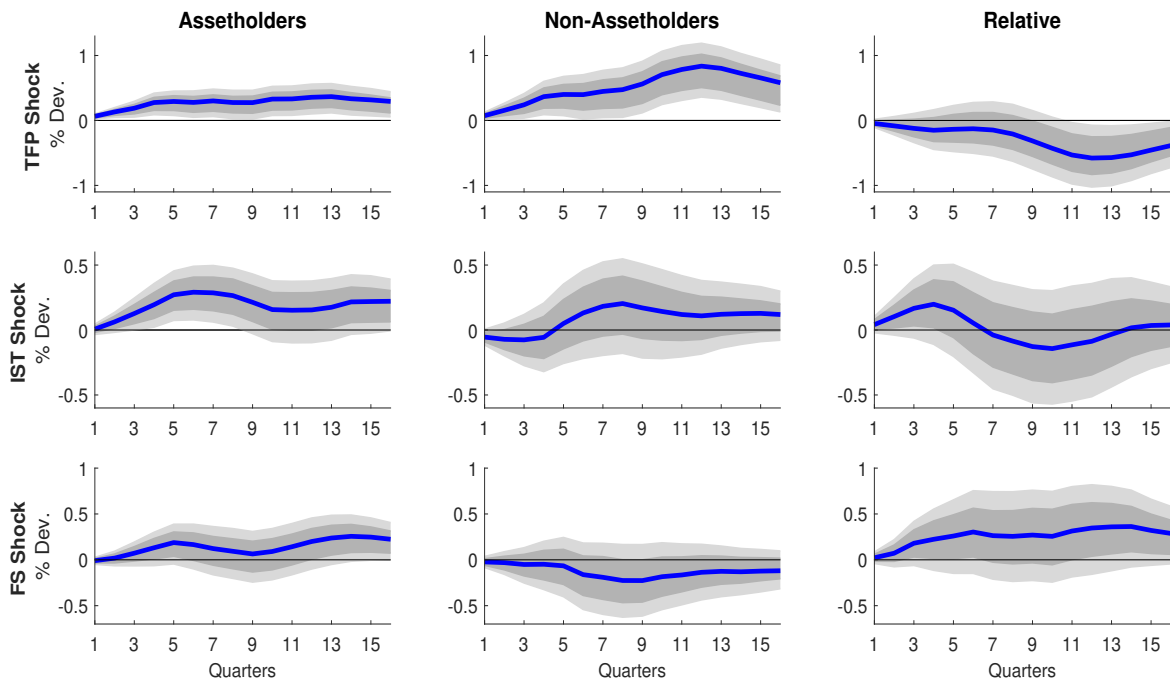 Assetholders Non-Assetholders Relative
TFP Shock
% Dev.
1 0 -1
1 3 5 7 9 11 13 15
1 0 -1
1 3 5 7 9 11 13 15
1 0 -1
1 3 5 7 9 11 13 15
IST Shock
% Dev.
0.5 0 -0.5
1 3 5 7 9 11 13 15
0.5 0 -0.5
1 3 5 7 9 11 13 15
0.5 0 -0.5
1 3 5 7 9 11 13 15
FS Shock
% Dev.
1 0.5 0 -0.5
1 3 5 7 9 11 13 15
1 0.5 0 -0.5
1 3 5 7 9 11 13 15
1 0.5 0 -0.5
1 3 5 7 9 11 13 15
Quarters Quarters Quarters